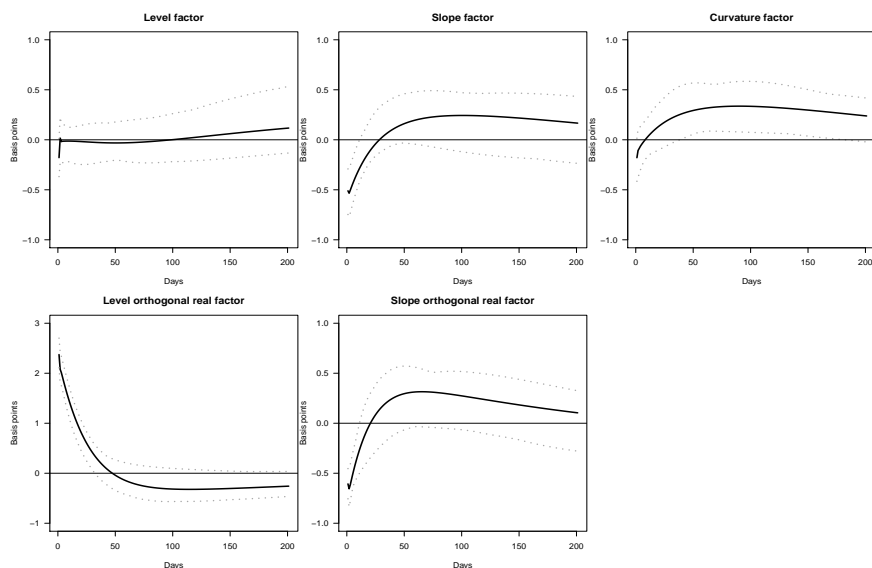 Level factor
Basis points
1.0
0.5
0.0
−0.5
−1.0
0 50 100 150 200
Days
Slope factor
Basis points
1.0
0.5
0.0
−0.5
−1.0
0 50 100 150 200
Days
Curvature factor
Basis points
1.0
0.5
0.0
−0.5
−1.0
0 50 100 150 200
Days
Level orthogonal real factor
Basis points
3
2
1
0
−1
0 50 100 150 200
Days
Slope orthogonal real factor
Basis points
1.0
0.5
0.0
−0.5
−1.0
0 50 100 150 200
Days